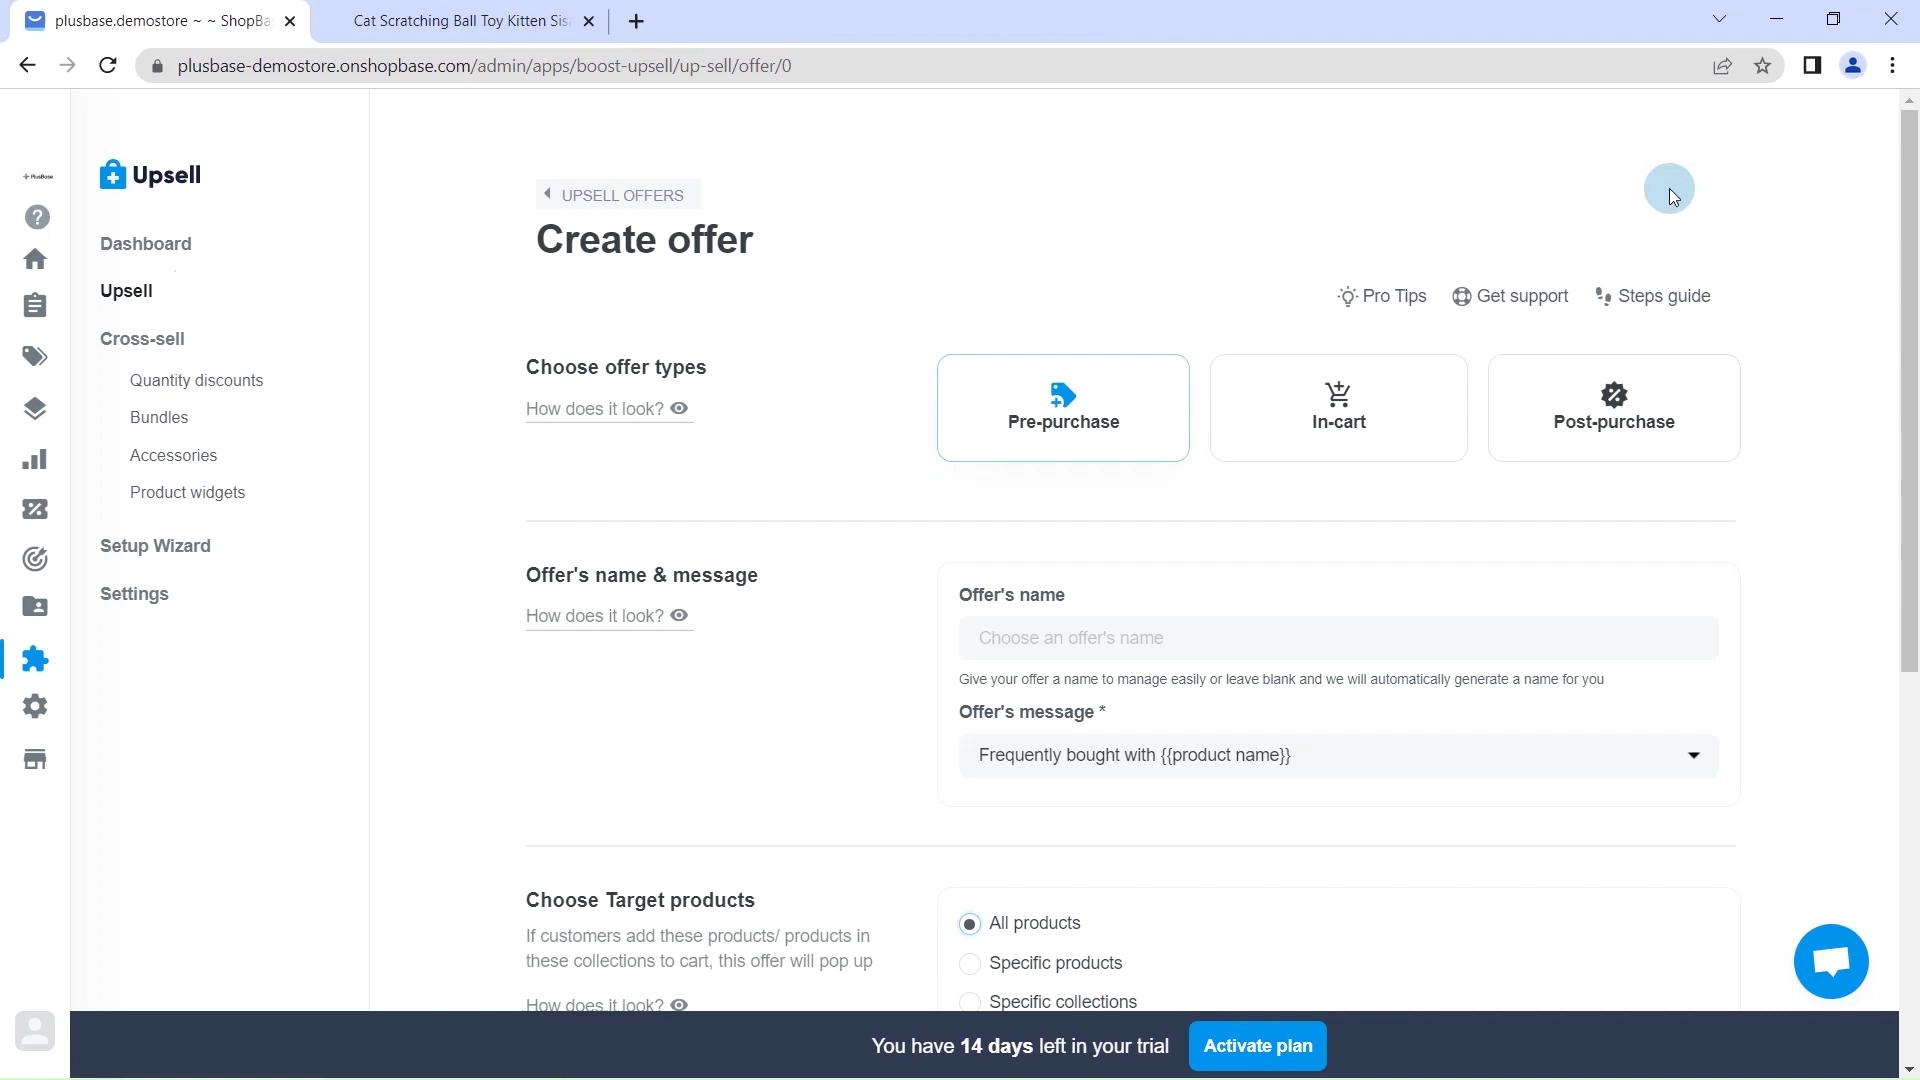 plusbase.demostore ~ ~ ShopBa
Cat Scratching Ball Toy Kitten Sis
plusbase-demostore.onshopbase.com/admin/apps/boost-upsell/up-sell/offer/0
PlusBase
Upsell
Dashboard
Upsell
Cross-sell
Quantity discounts
Bundles
Accessories
Product widgets
Setup Wizard
Settings
UPSELL OFFERS
Create offer
Pro Tips
Get support
Steps guide
Choose offer types
How does it look?
Pre-purchase
In-cart
Post-purchase
Offer's name & message
How does it look?
Offer's name
Choose an offer's name
Give your offer a name to manage easily or leave blank and we will automatically generate a name for you
Offer's message *
Frequently bought with {{product name}}
Choose Target products
If customers add these products/ products in
these collections to cart, this offer will pop up
How does it look?
All products
Specific products
Specific collections
You have 14 days left in your trial
Activate plan